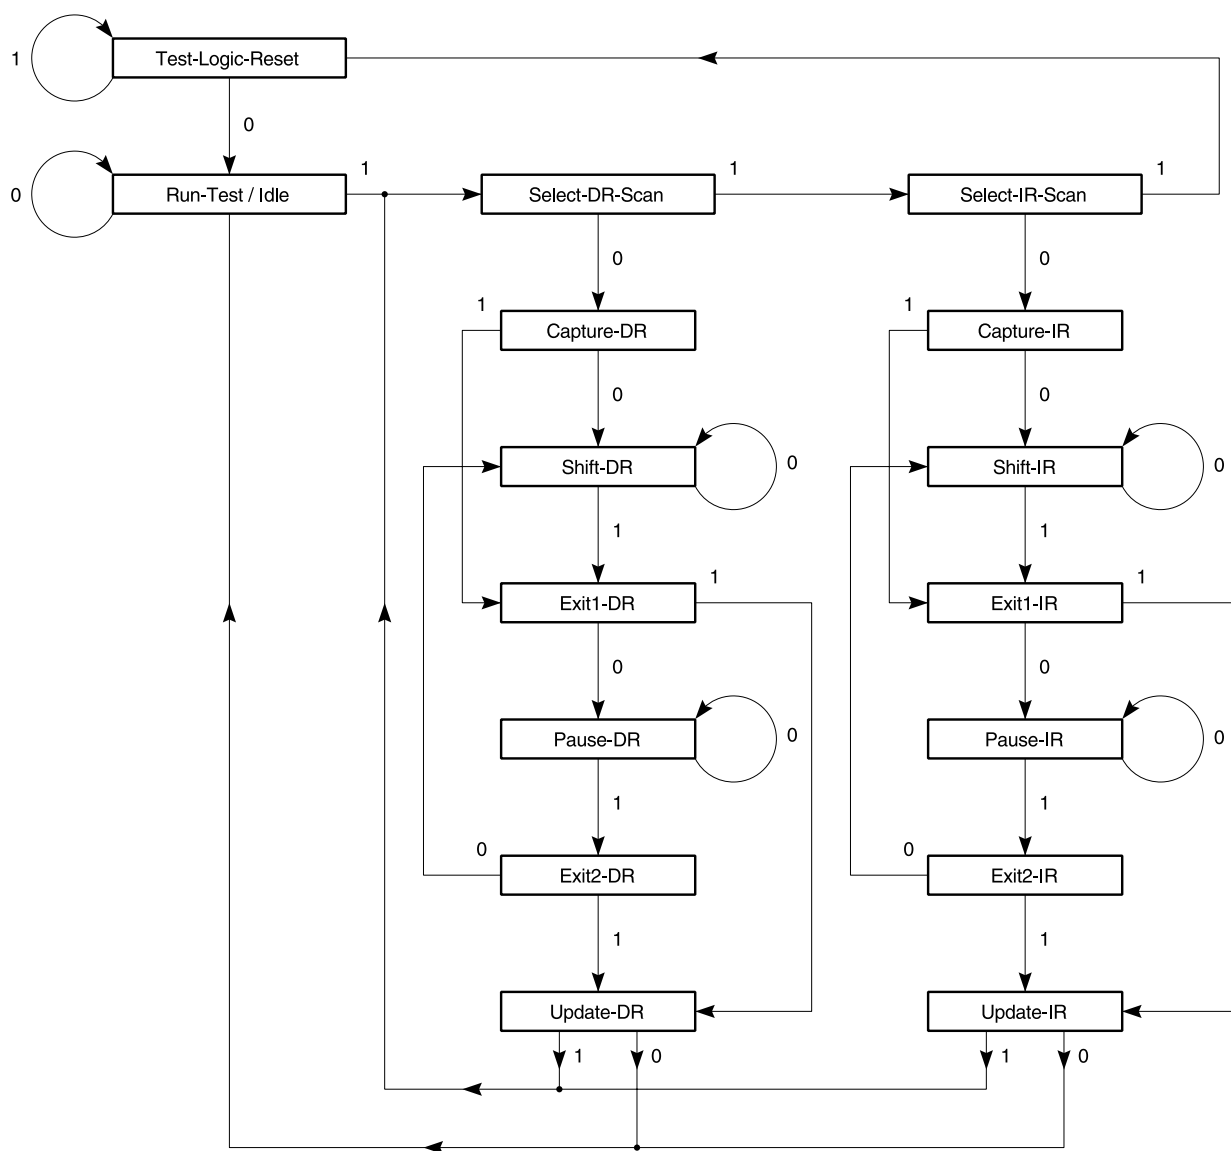 1
Test-Logic-Reset
0
0
Run-Test / Idle
1
Select-DR-Scan
1
Select-IR-Scan
1
0
0
1
Capture-DR
1
Capture-IR
0
0
Shift-DR
0
Shift-IR
0
1
1
Exit1-DR
1
Exit1-IR
1
0
0
Pause-DR
0
Pause-IR
0
1
1
0
Exit2-DR
0
Exit2-IR
1
1
Update-DR
Update-IR
1
0
1
0